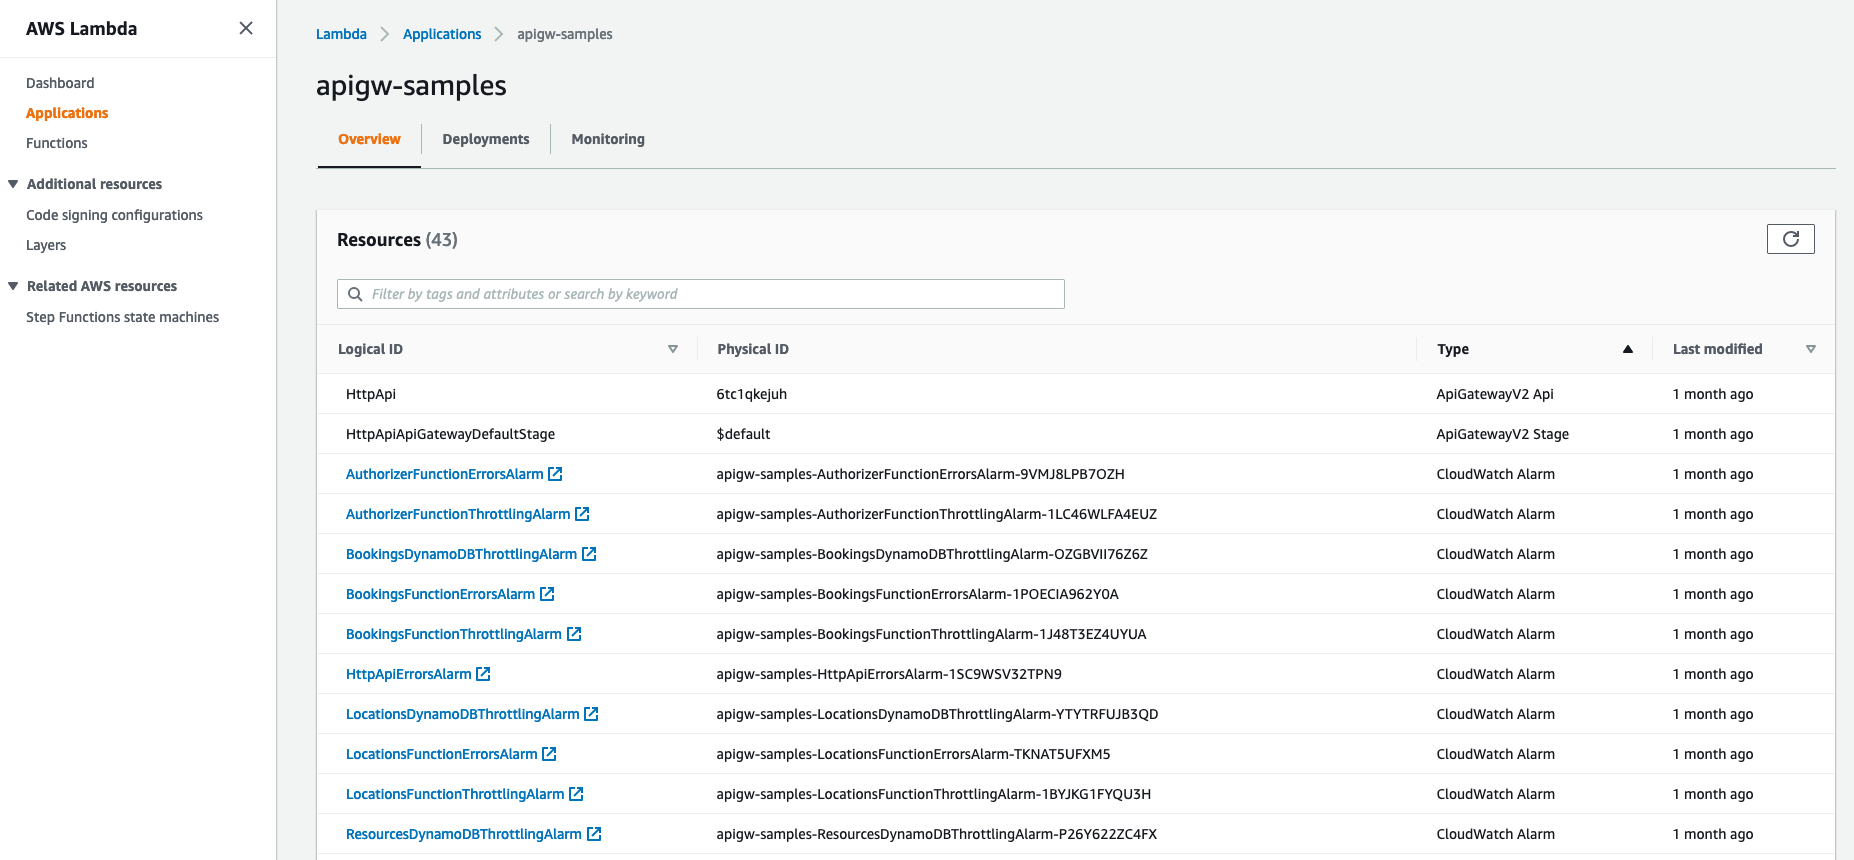 AWS Lambda
Dashboard
Applications
Functions
Additional resources
Code signing configurations
Layers
Related AWS resources
Step Functions state machines
Lambda Applications apigw-samples
apigw-samples
Overview Deployments Monitoring
Resources (43)
Filter by tags and attributes or search by keyword
Logical ID Physical ID Type Last modified
HttpApi 6tc1qkejuh ApiGatewayV2 Api 1 month ago
HttpApiApiGatewayDefaultStage $default ApiGatewayV2 Stage 1 month ago
AuthorizerFunctionErrorsAlarm apigw-samples-AuthorizerFunctionErrorsAlarm-9VMJ8LPB7OZH CloudWatch Alarm 1 month ago
AuthorizerFunctionThrottlingAlarm apigw-samples-AuthorizerFunctionThrottlingAlarm-1LC46WLFA4EUZ CloudWatch Alarm 1 month ago
BookingsDynamoDBThrottlingAlarm apigw-samples-BookingsDynamoDBThrottlingAlarm-OZGBVII76Z6Z CloudWatch Alarm 1 month ago
BookingsFunctionErrorsAlarm apigw-samples-BookingsFunctionErrorsAlarm-1POECIA962Y0A CloudWatch Alarm 1 month ago
BookingsFunctionThrottlingAlarm apigw-samples-BookingsFunctionThrottlingAlarm-1J48T3EZ4UYUA CloudWatch Alarm 1 month ago
HttpApiErrorsAlarm apigw-samples-HttpApiErrorsAlarm-1SC9WSV32TPN9 CloudWatch Alarm 1 month ago
LocationsDynamoDBThrottlingAlarm apigw-samples-LocationsDynamoDBThrottlingAlarm-YTYTRFUJB3QD CloudWatch Alarm 1 month ago
LocationsFunctionErrorsAlarm apigw-samples-LocationsFunctionErrorsAlarm-TKNAT5UFXM5 CloudWatch Alarm 1 month ago
LocationsFunctionThrottlingAlarm apigw-samples-LocationsFunctionThrottlingAlarm-1BYJKG1FYQU3H CloudWatch Alarm 1 month ago
ResourcesDynamoDBThrottlingAlarm apigw-samples-ResourcesDynamoDBThrottlingAlarm-P26Y622ZC4FX CloudWatch Alarm 1 month ago